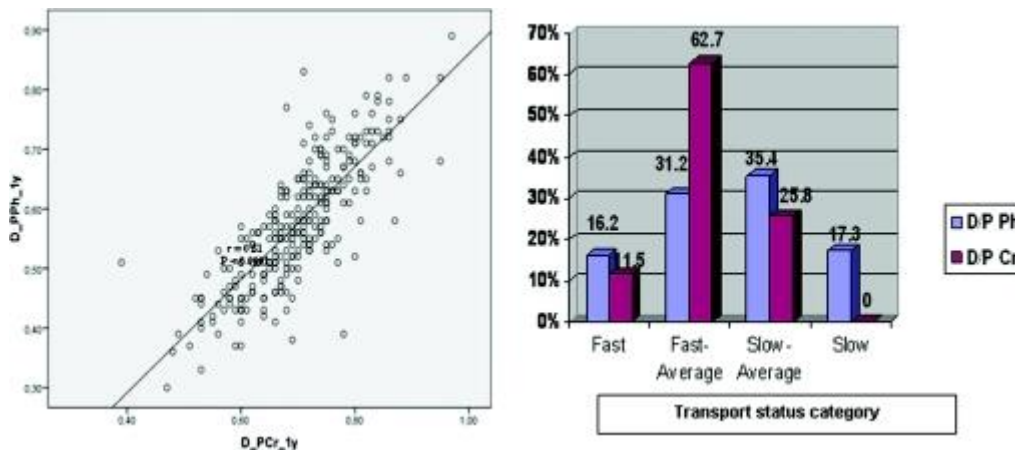 0.90
0.80
0.70
0.60
0.50
0.40
0.30
D_PPh_1y
0.40
0.60
0.80
1.00
D_PCr_1y
70%
60%
50%
40%
30%
20%
10%
0%
16.2
11.5
31.2
62.7
35.4
25.8
17.3
0
Fast
Fast-
Average
Slow-
Average
Slow
Transport status category
D/P Ph
D/P Cr